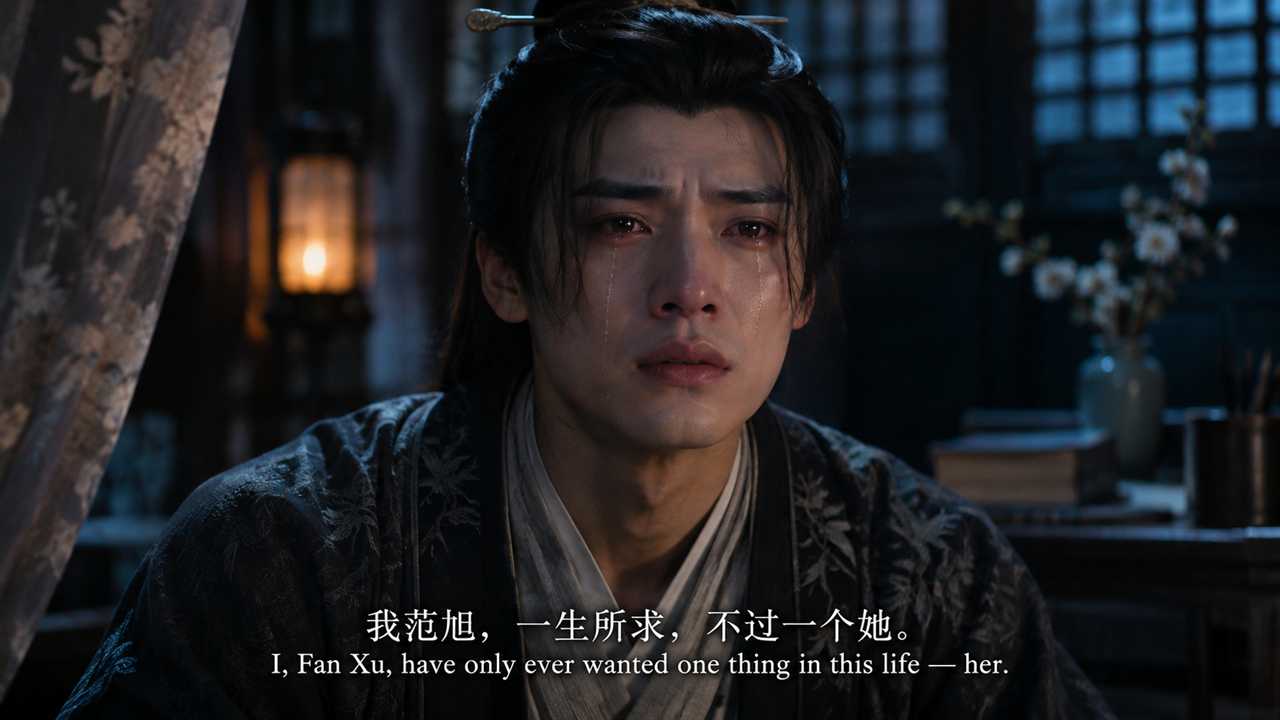 我范旭，一生所求，不过一个她。
I, Fan Xu, have only ever wanted one thing in this life — her.